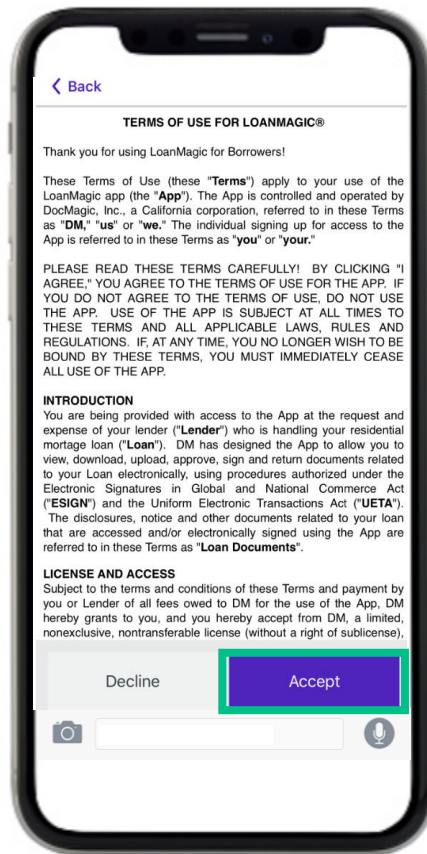 Back
TERMS OF USE FOR LOANMAGIC®
Thank you for using LoanMagic for Borrowers!
These Terms of Use (these "Terms") apply to your use of the
LoanMagic app (the "App"). The App is controlled and operated by
DocMagic, Inc., a California corporation, referred to in these Terms
as "DM," "us" or "we." The individual signing up for access to the
App is referred to in these Terms as "you" or "your."
PLEASE READ THESE TERMS CAREFULLY! BY CLICKING "I
AGREE," YOU AGREE TO THE TERMS OF USE FOR THE APP. IF
YOU DO NOT AGREE TO THE TERMS OF USE, DO NOT USE
THE APP. USE OF THE APP IS SUBJECT AT ALL TIMES TO
THESE TERMS AND ALL APPLICABLE LAWS, RULES AND
REGULATIONS. IF, AT ANY TIME, YOU NO LONGER WISH TO BE
BOUND BY THESE TERMS, YOU MUST IMMEDIATELY CEASE
ALL USE OF THE APP.
INTRODUCTION
You are being provided with access to the App at the request and
expense of your lender ("Lender") who is handling your residential
mortage loan ("Loan"). DM has designed the App to allow you to
view, download, upload, approve, sign and return documents related
to your Loan electronically, using procedures authorized under the
Electronic Signatures in Global and National Commerce Act
("ESIGN") and the Uniform Electronic Transactions Act ("UETA").
The disclosures, notice and other documents related to your loan
that are accessed and/or electronically signed using the App are
referred to in these Terms as "Loan Documents".
LICENSE AND ACCESS
Subject to the terms and conditions of these Terms and payment by
you or Lender of all fees owed to DM for the use of the App, DM
hereby grants to you, and you hereby accept from DM, a limited,
nonexclusive, nontransferable license (without a right of sublicense),
Decline
Accept